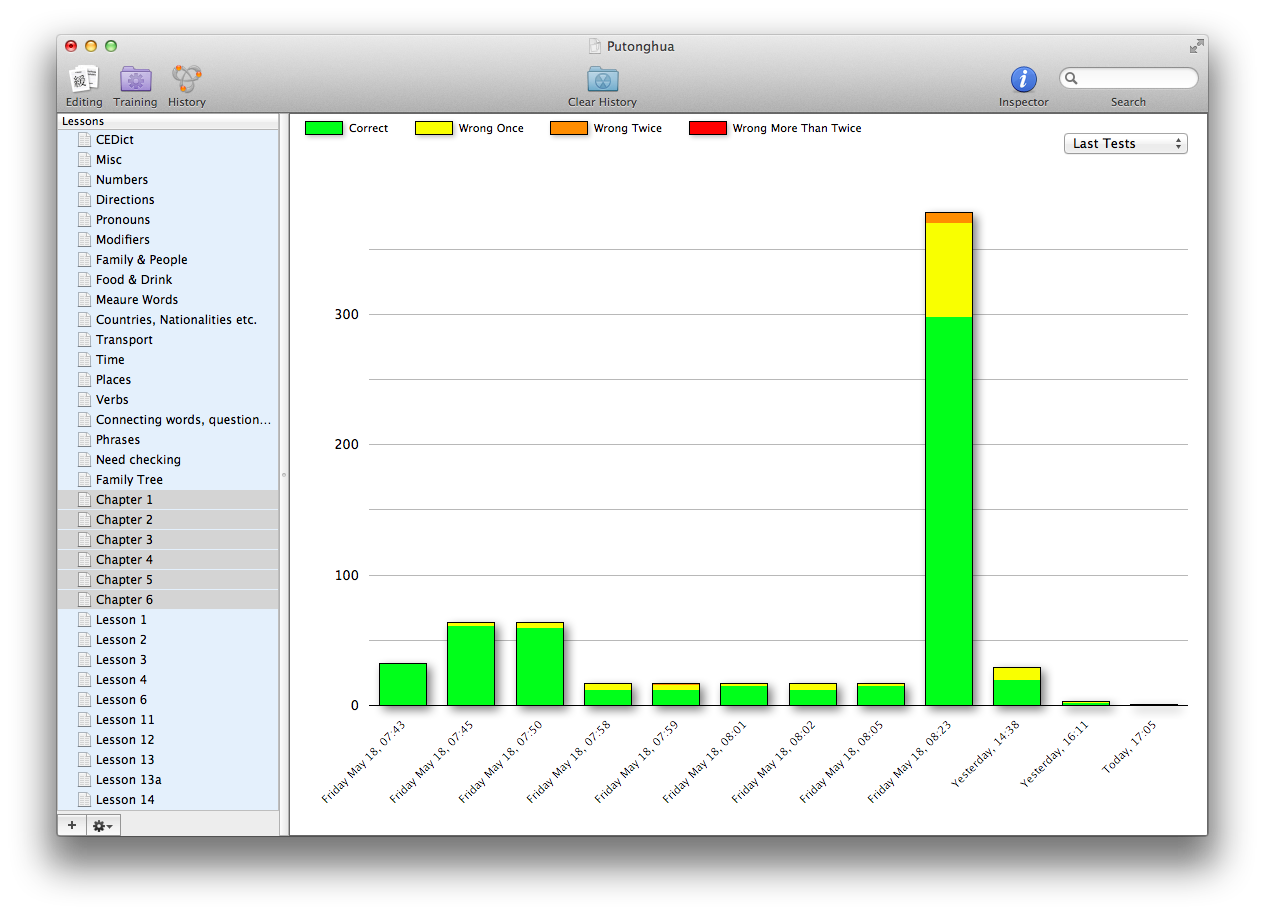 Putonghua
緩
Editing
Training
History
Clear History
Inspector
Search
Lessons
CEDict
Misc
Numbers
Directions
Pronouns
Modifiers
Family & People
Food & Drink
Meaure Words
Countries, Nationalities etc.
Transport
Time
Places
Verbs
Connecting words, question...
Phrases
Need checking
Family Tree
Chapter 1
Chapter 2
Chapter 3
Chapter 4
Chapter 5
Chapter 6
Lesson 1
Lesson 2
Lesson 3
Lesson 4
Lesson 6
Lesson 11
Lesson 12
Lesson 13
Lesson 13a
Lesson 14
Correct
Wrong Once
Wrong Twice
Wrong More Than Twice
Last Tests
300
200
100
0
Friday May 18, 07:43
Friday May 18, 07:45
Friday May 18, 07:50
Friday May 18, 07:58
Friday May 18, 07:59
Friday May 18, 08:01
Friday May 18, 08:02
Friday May 18, 08:05
Friday May 18, 08:23
Yesterday, 14:38
Yesterday, 16:11
Today, 17:05